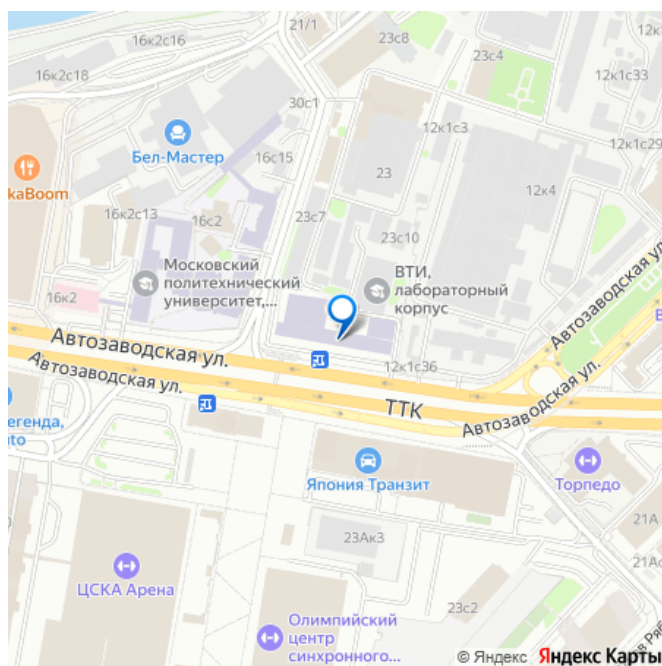 21/1
16к2с16
23с8
23с4
16к2с18
12к1с33
30с1
12к1с3
12к1с29
Бел-Мастер
16с15
kaBoom
23
12к4
16с2
16к2с13
23с7
23с10
Московский
политехнический
университет,...
ВТИ,
лабораторный
корпус
16к2
Автозаводская ул.
Автозаводская ул.
Автозаводская ул.
12к1с36
Автозаводская ул.
ТТК
легенда,
Япония Транзит
Торпедо
21А
23Ак3
ЦСКА Арена
23с2
Олимпийский
центр
синхронного...
© Яндекс Яндекс Карты